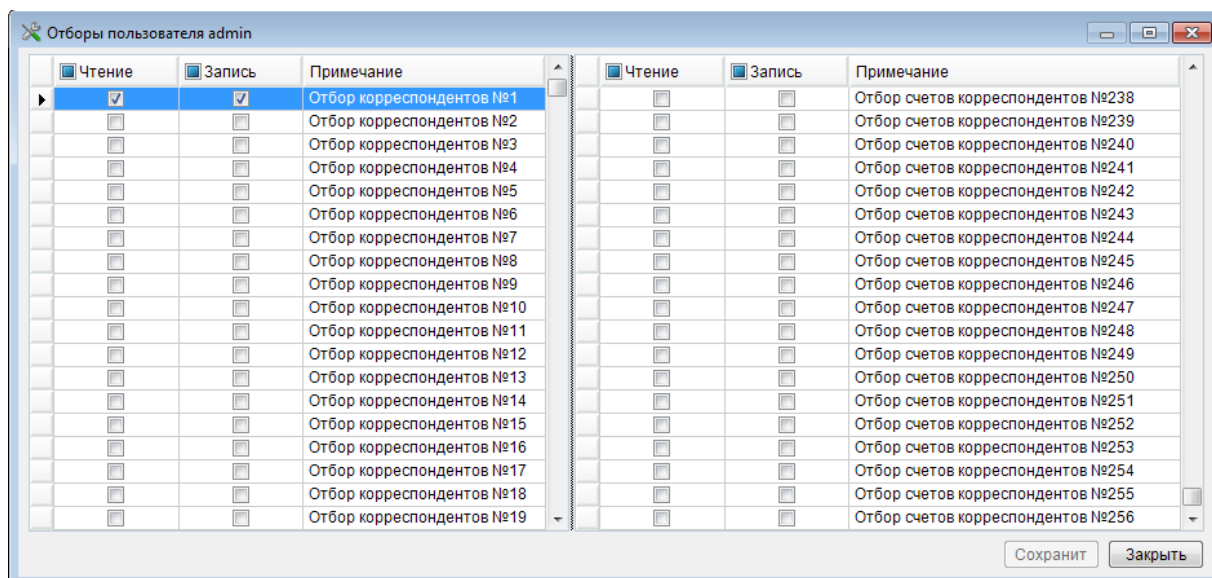 Отборы пользователя admin
Чтение Запись Примечание
Отбор корреспондентов №1
Отбор корреспондентов №2
Отбор корреспондентов №3
Отбор корреспондентов №4
Отбор корреспондентов №5
Отбор корреспондентов №6
Отбор корреспондентов №7
Отбор корреспондентов №8
Отбор корреспондентов №9
Отбор корреспондентов №10
Отбор корреспондентов №11
Отбор корреспондентов №12
Отбор корреспондентов №13
Отбор корреспондентов №14
Отбор корреспондентов №15
Отбор корреспондентов №16
Отбор корреспондентов №17
Отбор корреспондентов №18
Отбор корреспондентов №19
Чтение Запись Примечание
Отбор счетов корреспондентов №238
Отбор счетов корреспондентов №239
Отбор счетов корреспондентов №240
Отбор счетов корреспондентов №241
Отбор счетов корреспондентов №242
Отбор счетов корреспондентов №243
Отбор счетов корреспондентов №244
Отбор счетов корреспондентов №245
Отбор счетов корреспондентов №246
Отбор счетов корреспондентов №247
Отбор счетов корреспондентов №248
Отбор счетов корреспондентов №249
Отбор счетов корреспондентов №250
Отбор счетов корреспондентов №251
Отбор счетов корреспондентов №252
Отбор счетов корреспондентов №253
Отбор счетов корреспондентов №254
Отбор счетов корреспондентов №255
Отбор счетов корреспондентов №256
Сохранит Закрыть